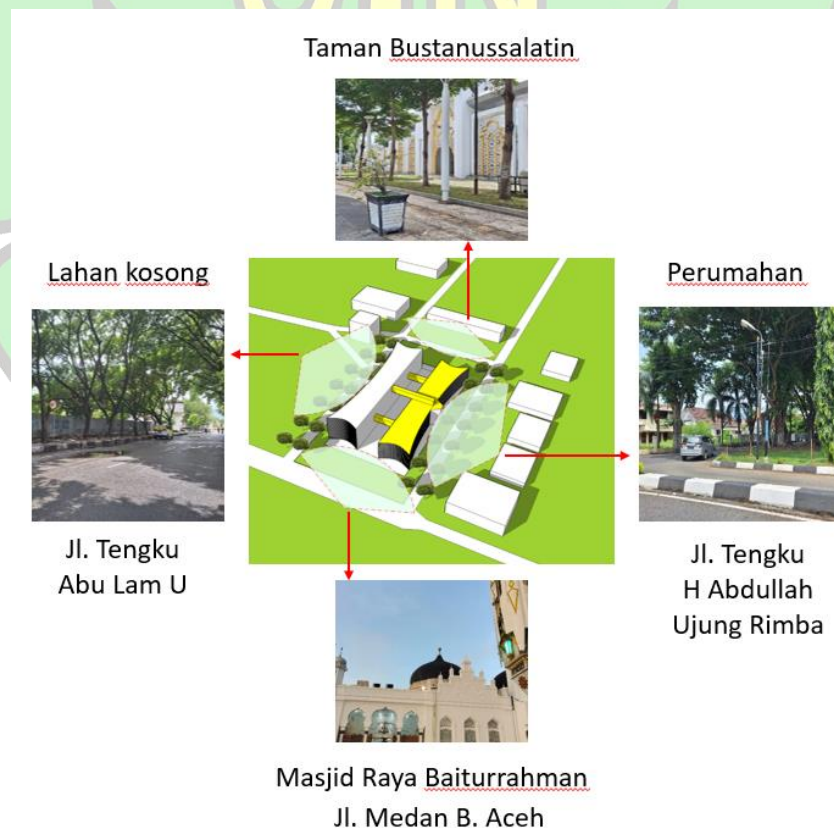 Taman Bustanussalatin
Lahan kosong
Perumahan
Jl. Tengku
Abu Lam U
Jl. Tengku
H Abdullah
Ujung Rimba
Masjid Raya Baiturrahman
Jl. Medan B. Aceh